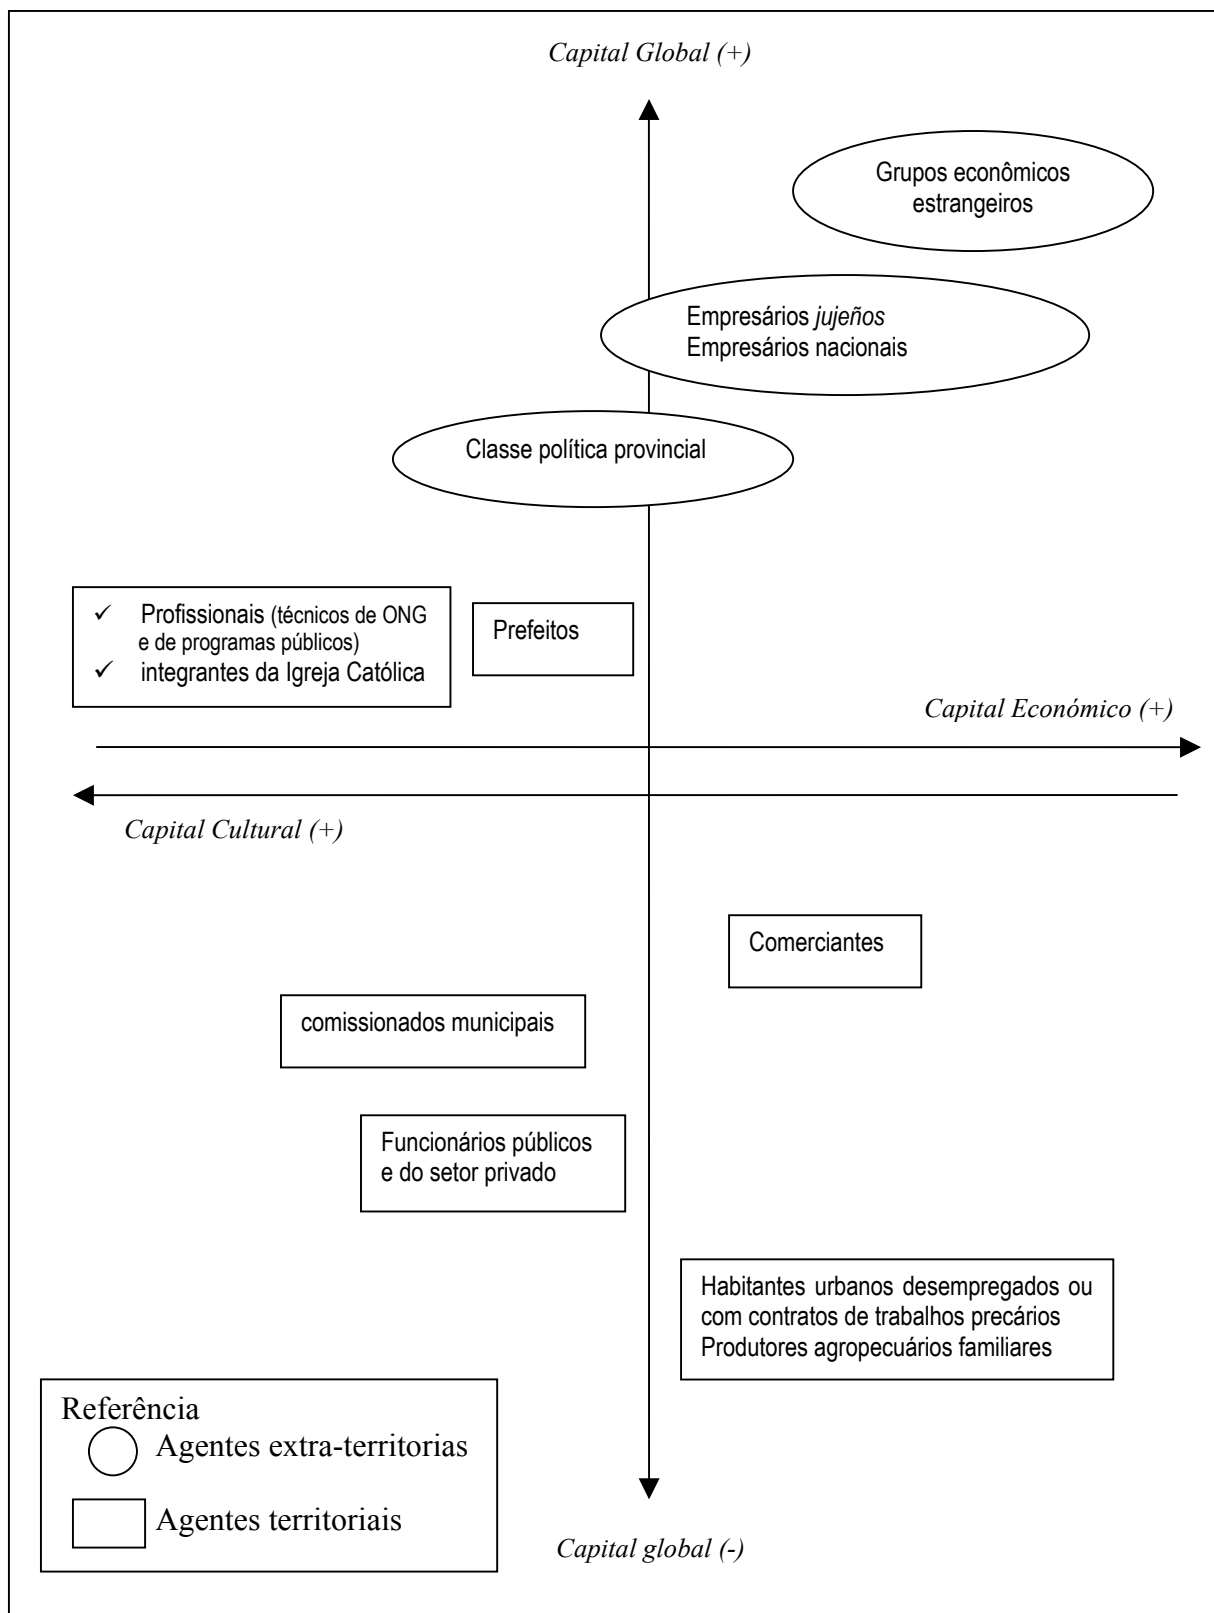 Capital Global (+)
Grupos econômicos
estrangeiros
Empresários jujeños
Empresários nacionais
Classe política provincial
✓ Profissionais (técnicos de ONG
e de programas públicos)
✓ integrantes da Igreja Católica
Prefeitos
Capital Económico (+)
Capital Cultural (+)
Comerciantes
comissionados municipais
Funcionários públicos
e do setor privado
Habitantes urbanos desempregados ou
com contratos de trabalhos precários
Produtores agropecuários familiares
Referência
Agentes extra-territorias
Agentes territoriais
Capital global (-)